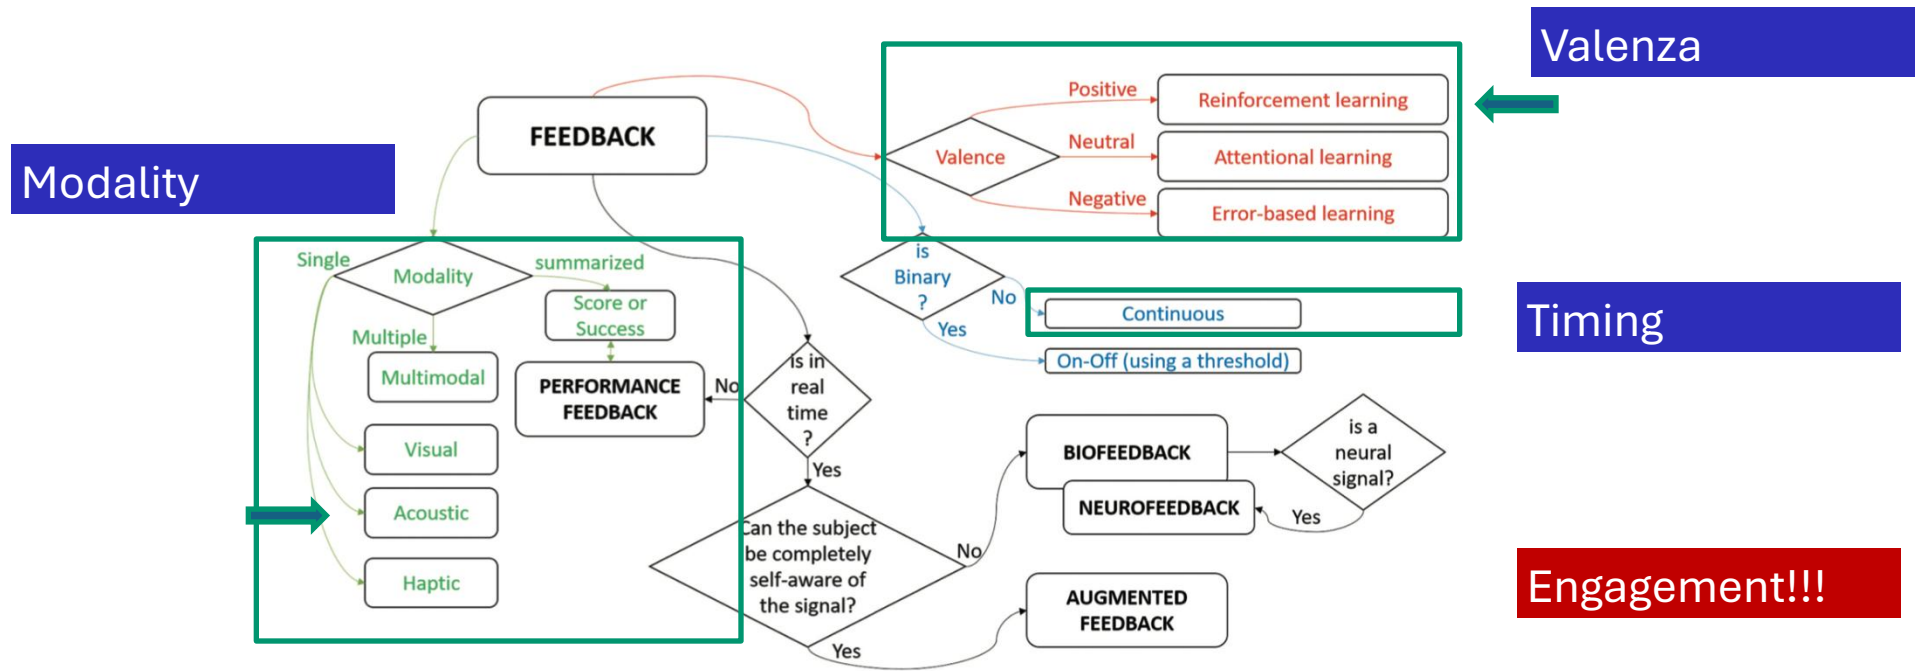 Valenza
FEEDBACK
Modality
Positive
Reinforcement learning
Valence
Neutral
Attentional learning
Negative
Error-based learning
Single
Modality
summarized
Score or
Success
Multiple
Multimodal
PERFORMANCE
FEEDBACK
Visual
Acoustic
Haptic
is
Binary
?
No
Continuous
Yes
On-Off (using a threshold)
Timing
is in
real
time
?
No
Yes
Can the subject
be completely
self-aware of
the signal?
No
BIOFEEDBACK
NEUROFEEDBACK
is a
neural
signal?
Yes
Yes
AUGMENTED
FEEDBACK
Engagement!!!